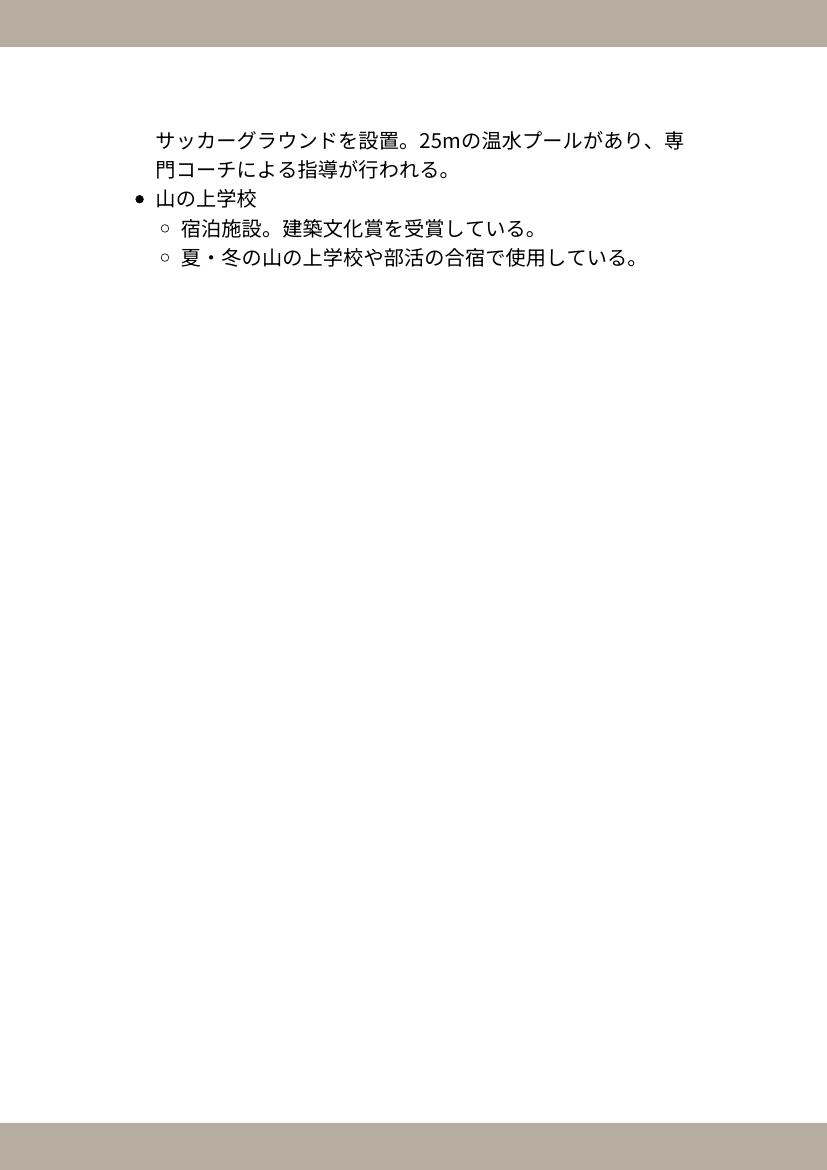 サッカーグラウンドを設置。25mの温水プールがあり、専
門コーチによる指導が行われる。
• 山の上学校
◦ 宿泊施設。建築文化賞を受賞している。
◦ 夏・冬の山の上学校や部活の合宿で使用している。